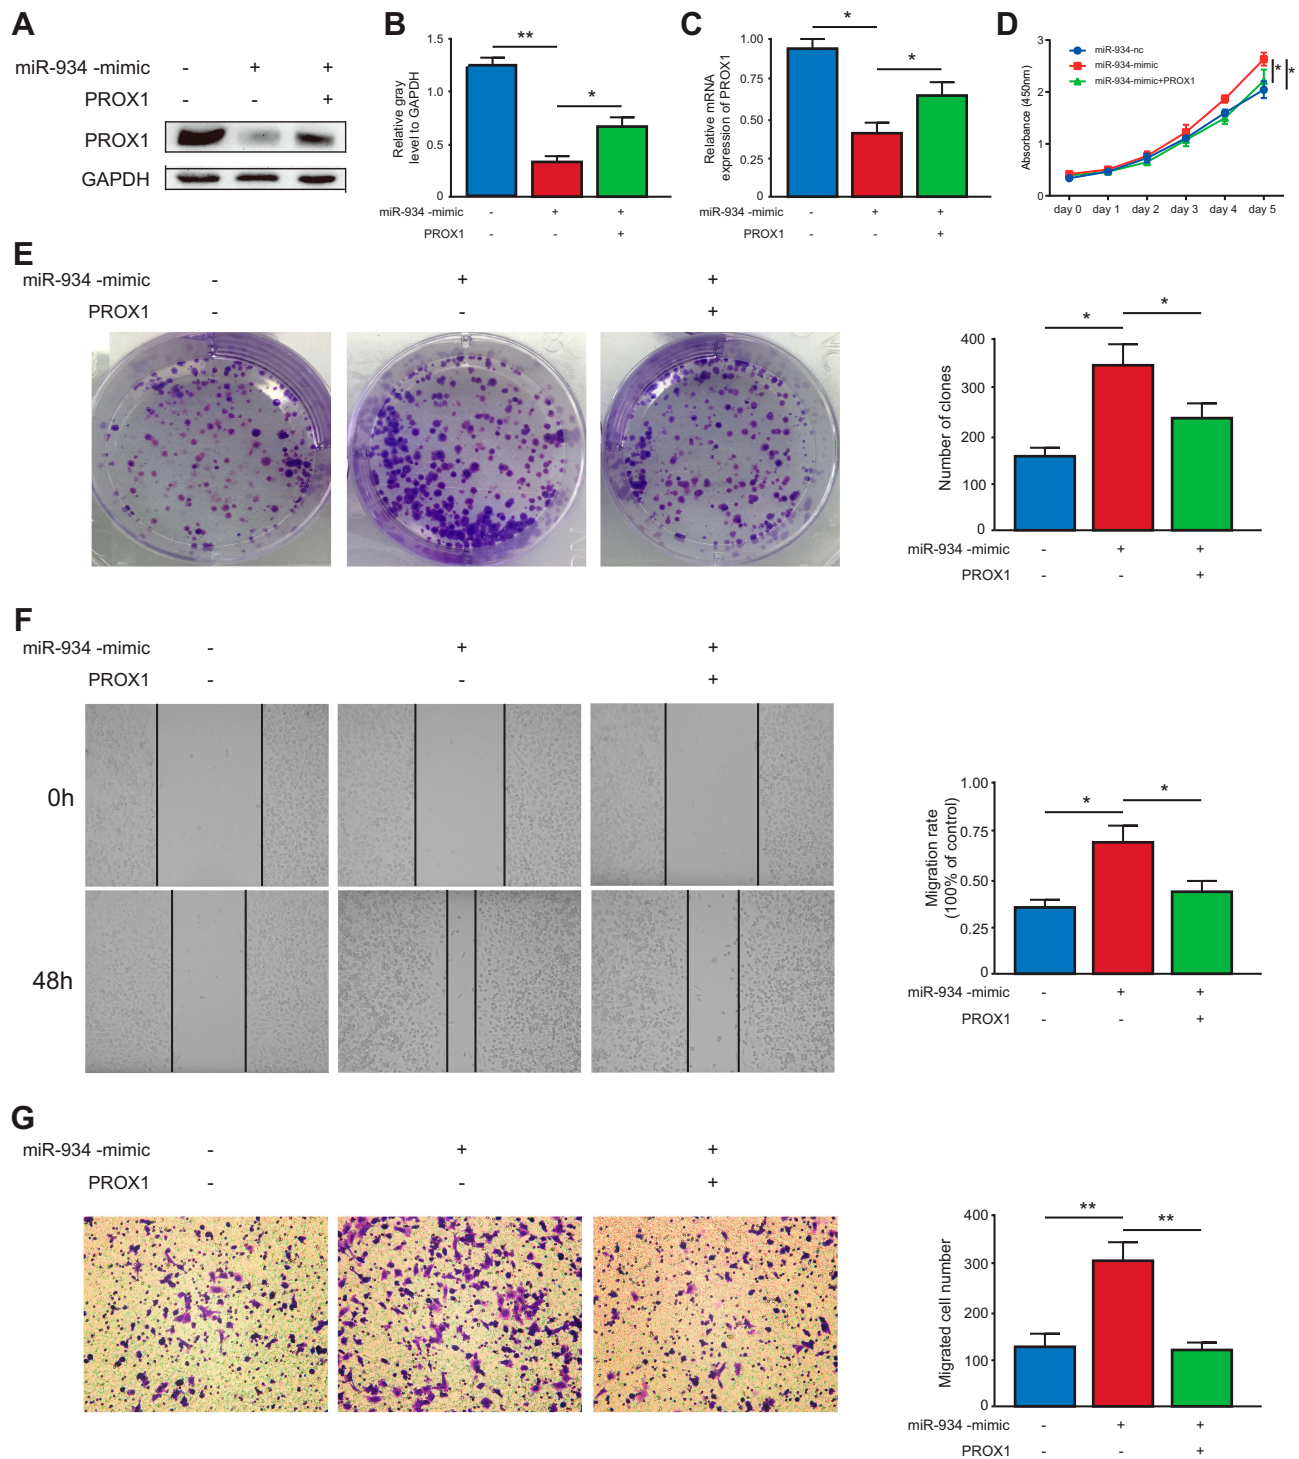 A
miR-934 -mimic - + +
PROX1 - - +
PROX1
GAPDH
B
Relative gray
level to GAPDH
1.5
1.0
0.5
0
**
*
miR-934 -mimic - + +
PROX1 - - +
C
Relative mRNA
expression of PROX1
1.00
0.75
0.50
0.25
0
*
*
miR-934 -mimic - + +
PROX1 - - +
D
Absorbance (450nm)
3
2
1
0
miR-934-nc
miR-934-mimic
miR-934-mimic+PROX1
* *
day 0 day 1 day 2 day 3 day 4 day 5
E
miR-934 -mimic - + +
PROX1 - - +
Number of clones
400
300
200
100
0
*
*
miR-934 -mimic - + +
PROX1 - - +
F
miR-934 -mimic - + +
PROX1 - - +
0h
48h
Migration rate
(100% of control)
1.00
0.75
0.50
0.25
0
*
*
miR-934 -mimic - + +
PROX1 - - +
G
miR-934 -mimic - + +
PROX1 - - +
Migrated cell number
400
300
200
100
0
**
**
miR-934 -mimic - + +
PROX1 - - +